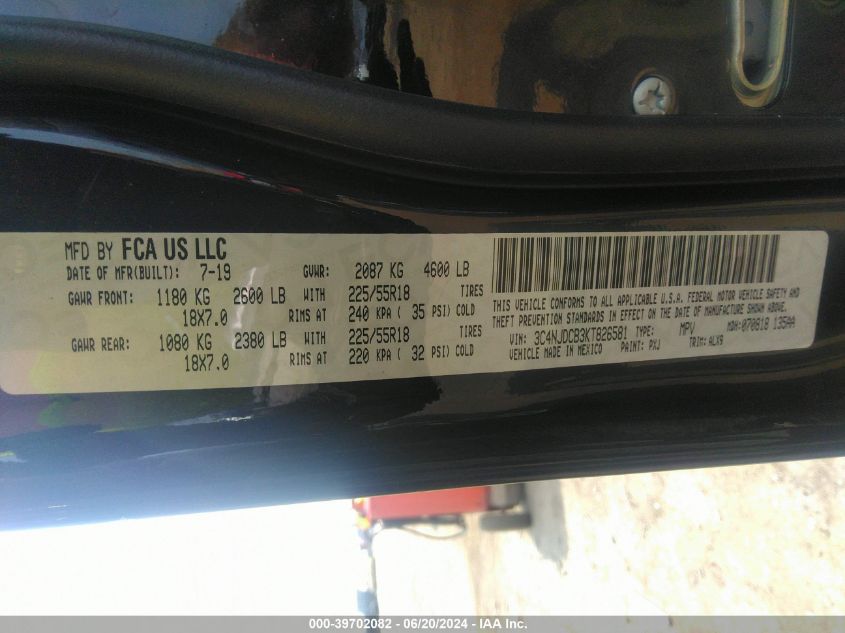 MFD BY FCA US LLC
DATE OF MFR(BUILT): 7-19 GVWR: 2087 KG 4600 LB
GAWR FRONT: 1180 KG 2600 LB WITH 225/55R18 TIRES
18X7.0 RIMS AT 240 KPA ( 35 PSI) COLD
GAWR REAR: 1080 KG 2380 LB WITH 225/55R18 TIRES
18X7.0 RIMS AT 220 KPA ( 32 PSI) COLD
THIS VEHICLE CONFORMS TO ALL APPLICABLE U.S.A. FEDERAL MOTOR VEHICLE SAFETY AND
THEFT PREVENTION STANDARDS IN EFFECT ON THE DATE OF MANUFACTURE SHOWN ABOVE.
VIN: 3C4NJDCB3KT826581 TYPE: MPV MDH: 070818 135AA
VEHICLE MADE IN MEXICO PAINT: PXJ TRIM: ALX9
000-39702082 - 06/20/2024 - IAA Inc.